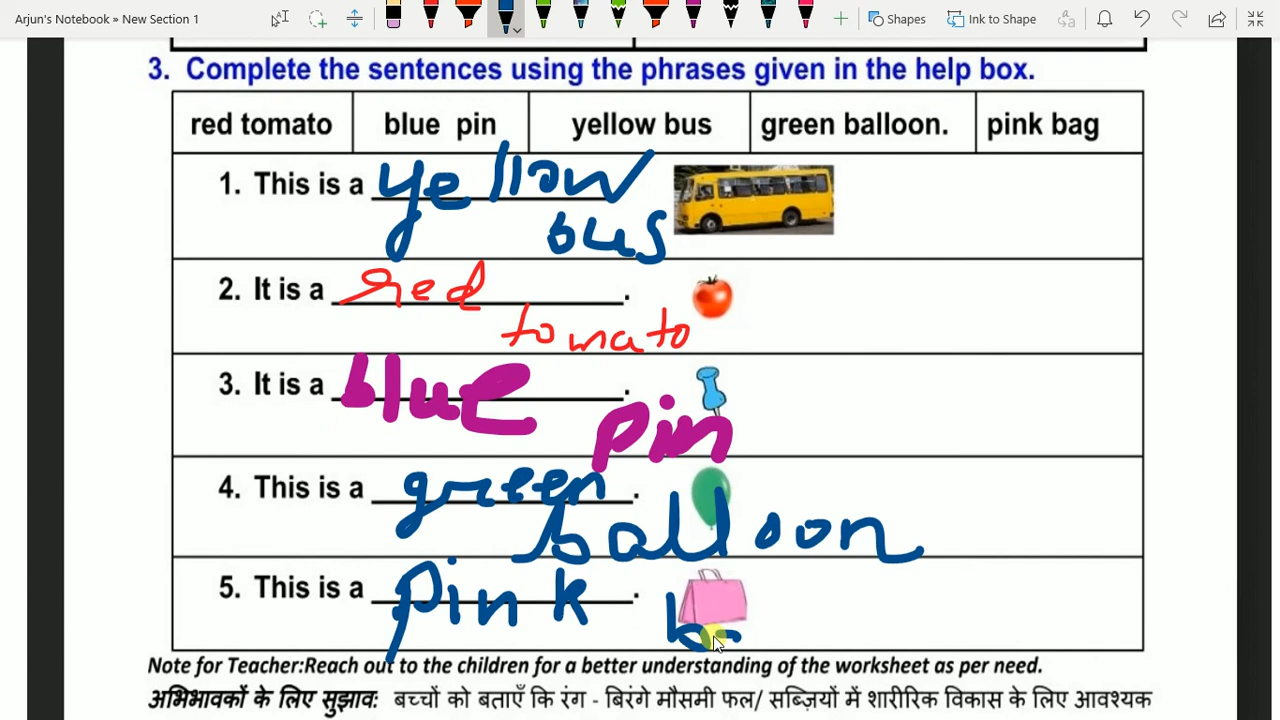 Arjun's Notebook » New Section 1
Shapes
Ink to Shape
3. Complete the sentences using the phrases given in the help box.
red tomato
blue pin
yellow bus
green balloon.
pink bag
1. This is a yellow
bus
2. It is a red .
tomato
3. It is a blue .
pin
4. This is a green .
balloon
5. This is a pink .
Note for Teacher:Reach out to the children for a better understanding of the worksheet as per need.
अभिभावकों के लिए सुझाव: बच्चों को बताएँ कि रंग - बिरंगे मौसमी फल/ सब्ज़ियों में शारीरिक विकास के लिए आवश्यक